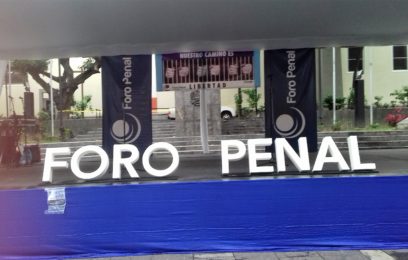 NUESTRO CAMINO ES
LIBERTAD
Foro Penal
Foro Penal
FORO PENAL